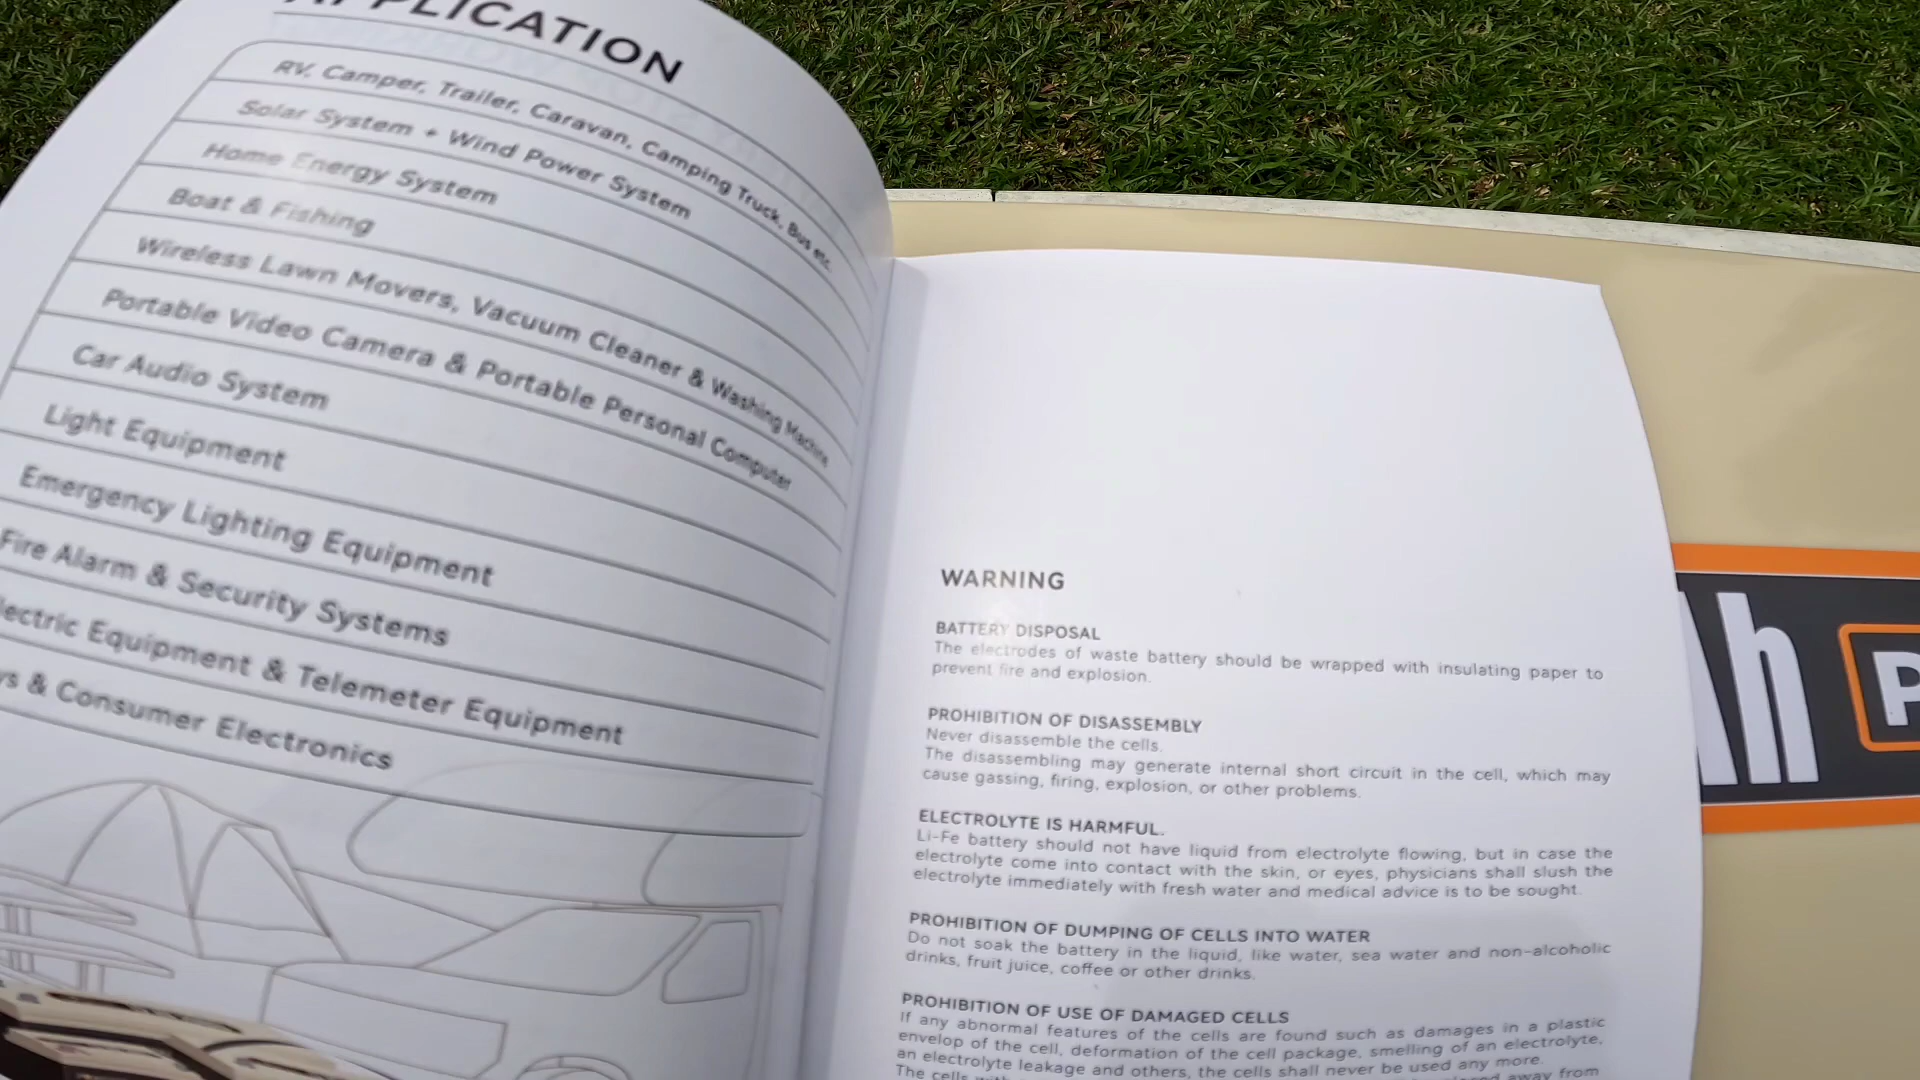 APPLICATION
RV, Camper, Trailer, Caravan, Camping Truck, Bus etc.
Solar System + Wind Power System
Home Energy System
Boat & Fishing
Wireless Lawn Movers, Vacuum Cleaner & Washing Machine
Portable Video Camera & Portable Personal Computer
Car Audio System
Light Equipment
Emergency Lighting Equipment
Fire Alarm & Security Systems
lectric Equipment & Telemeter Equipment
ys & Consumer Electronics
WARNING
BATTERY DISPOSAL
The electrodes of waste battery should be wrapped with insulating paper to
prevent fire and explosion.
PROHIBITION OF DISASSEMBLY
Never disassemble the cells.
The disassembling may generate internal short circuit in the cell, which may
cause gassing, firing, explosion, or other problems.
ELECTROLYTE IS HARMFUL.
Li-Fe battery should not have liquid from electrolyte flowing, but in case the
electrolyte come into contact with the skin, or eyes, physicians shall slush the
electrolyte immediately with fresh water and medical advice is to be sought.
PROHIBITION OF DUMPING OF CELLS INTO WATER
Do not soak the battery in the liquid, like water, sea water and non-alcoholic
drinks, fruit juice, coffee or other drinks.
PROHIBITION OF USE OF DAMAGED CELLS
If any abnormal features of the cells are found such as damages in a plastic
envelop of the cell, deformation of the cell package, smelling of an electrolyte,
an electrolyte leakage and others, the cells shall never be used any more.
The cells away from
Ah
P